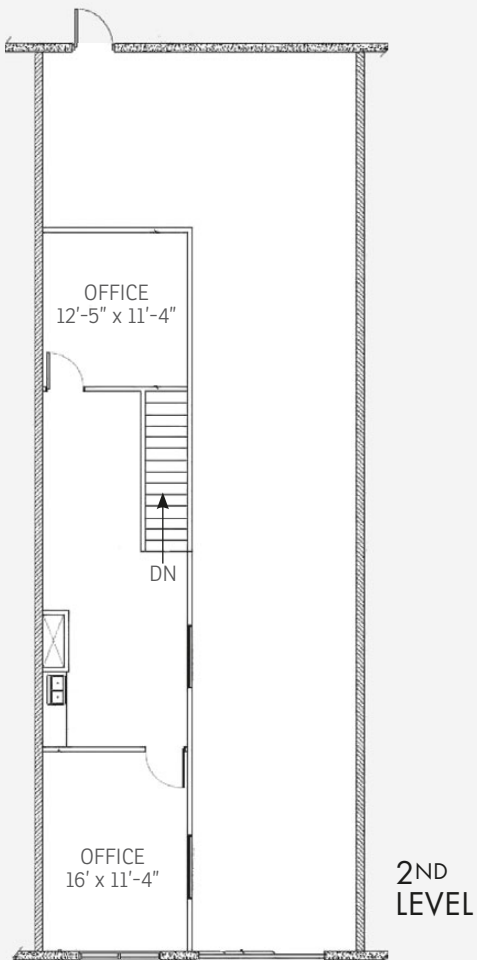 OFFICE
12'-5" x 11'-4"
DN
OFFICE
16' x 11'-4"
2ND
LEVEL